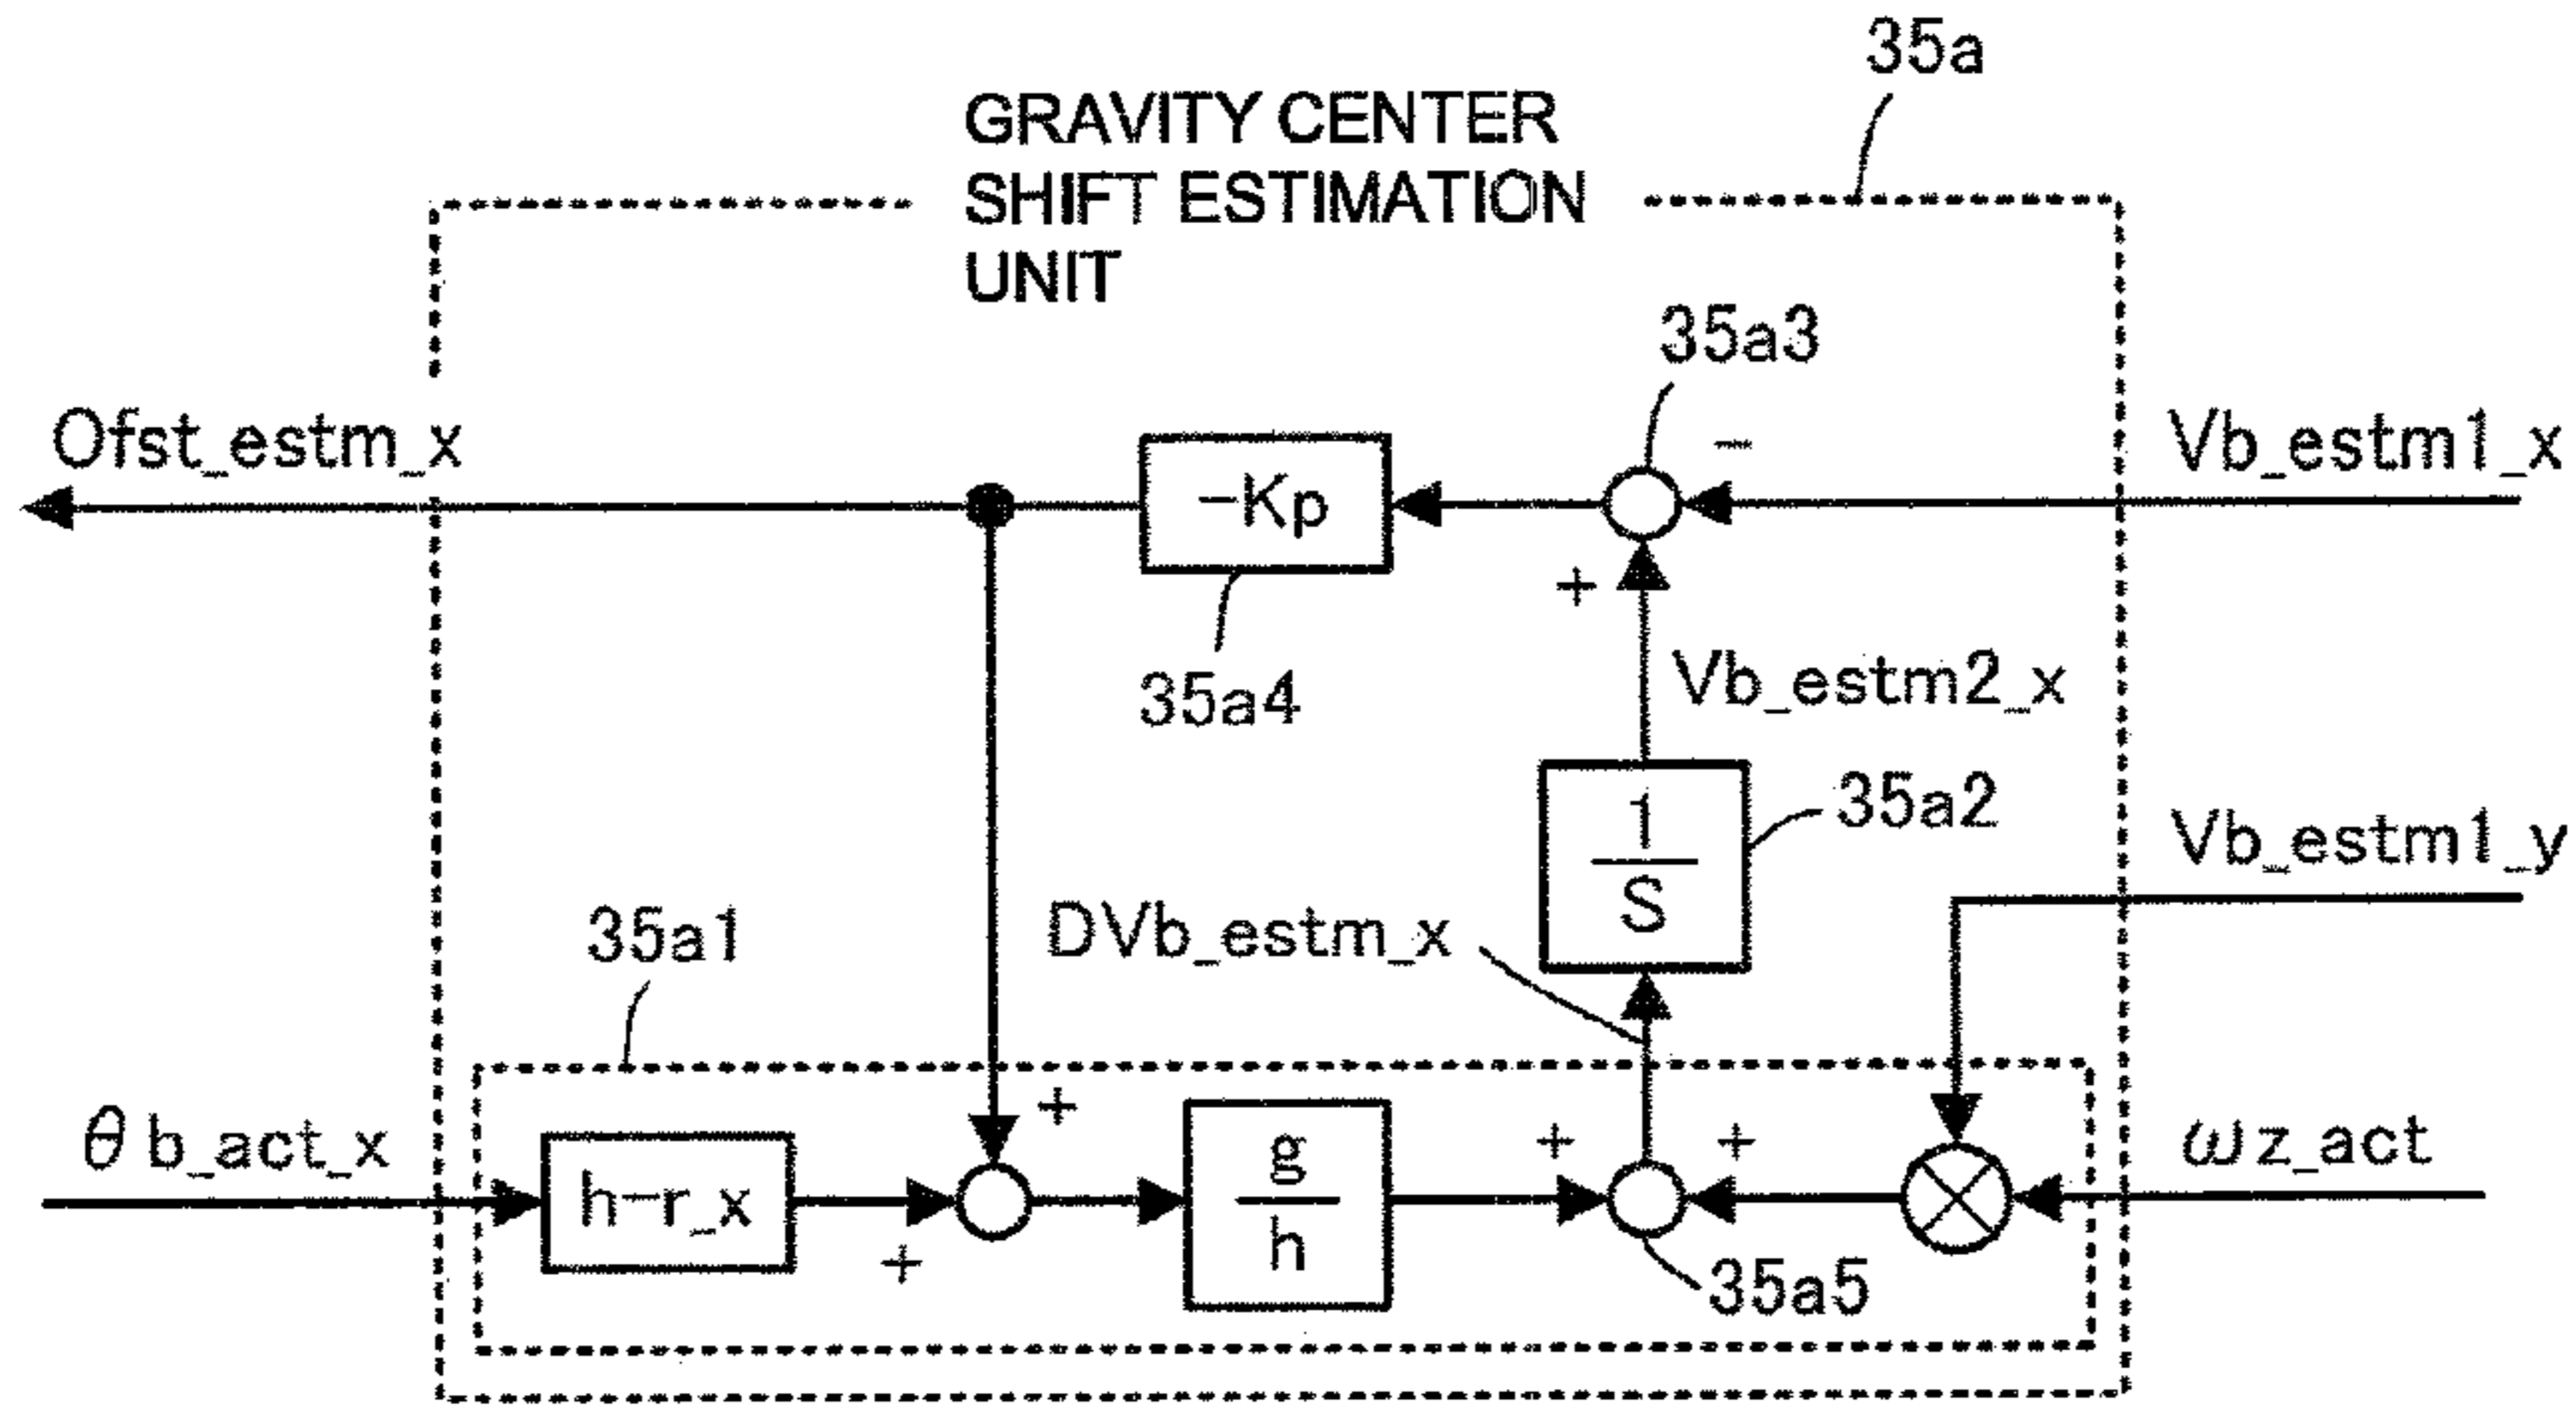 35a
GRAVITY CENTER
SHIFT ESTIMATION
UNIT
35a3
Ofst_estm_x
-Kp
−
Vb_estm1_x
+
35a4
Vb_estm2_x
1
S
35a2
Vb_estm1_y
35a1
DVb_estm_x
θb_act_x
h-r_x
+
+
g
h
+
+
ωz_act
35a5